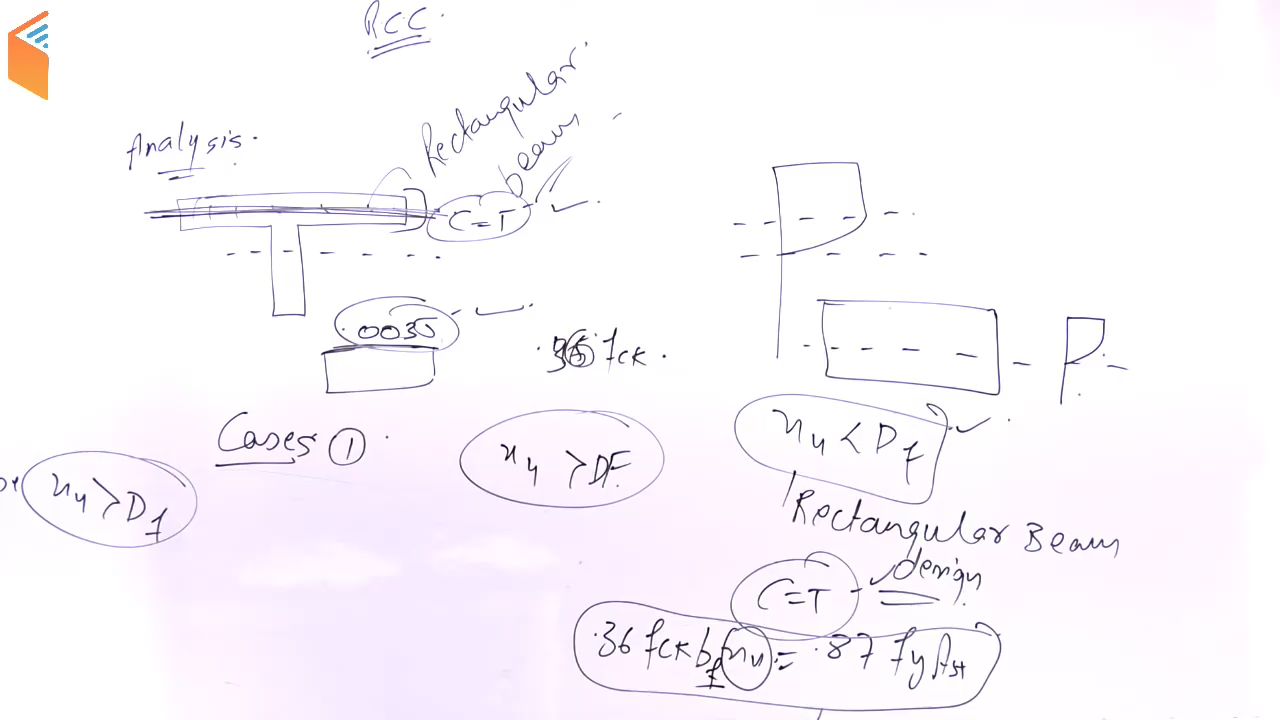 RCC.
Analysis.
Rectangular
beam
C=T
.0035
.36 fck.
Cases ①
xu > DF
xu < Df
xu > Df
Rectangular Beam
C=T design
.36 fck bf xu = .87 fy Ast